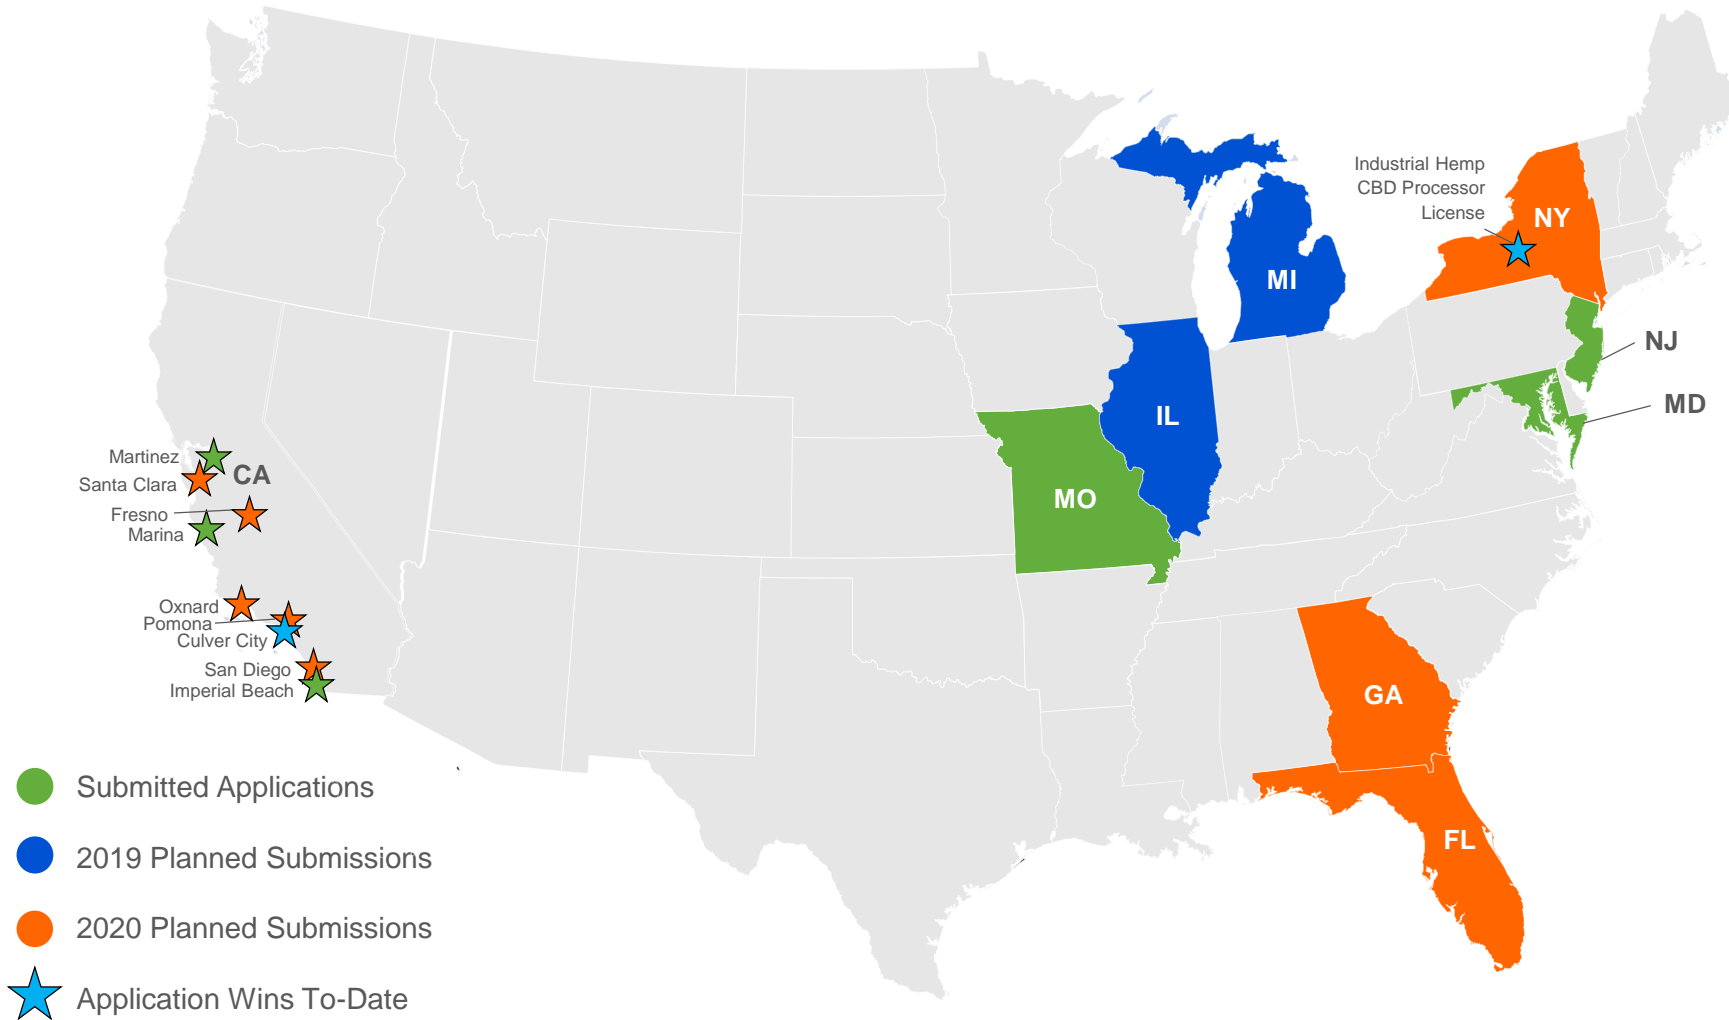 Industrial Hemp
CBD Processor
License
NY
MI
NJ
MD
IL
MO
Martinez
CA
Santa Clara
Fresno
Marina
Oxnard
Pomona
Culver City
San Diego
Imperial Beach
GA
FL
Submitted Applications
2019 Planned Submissions
2020 Planned Submissions
Application Wins To-Date